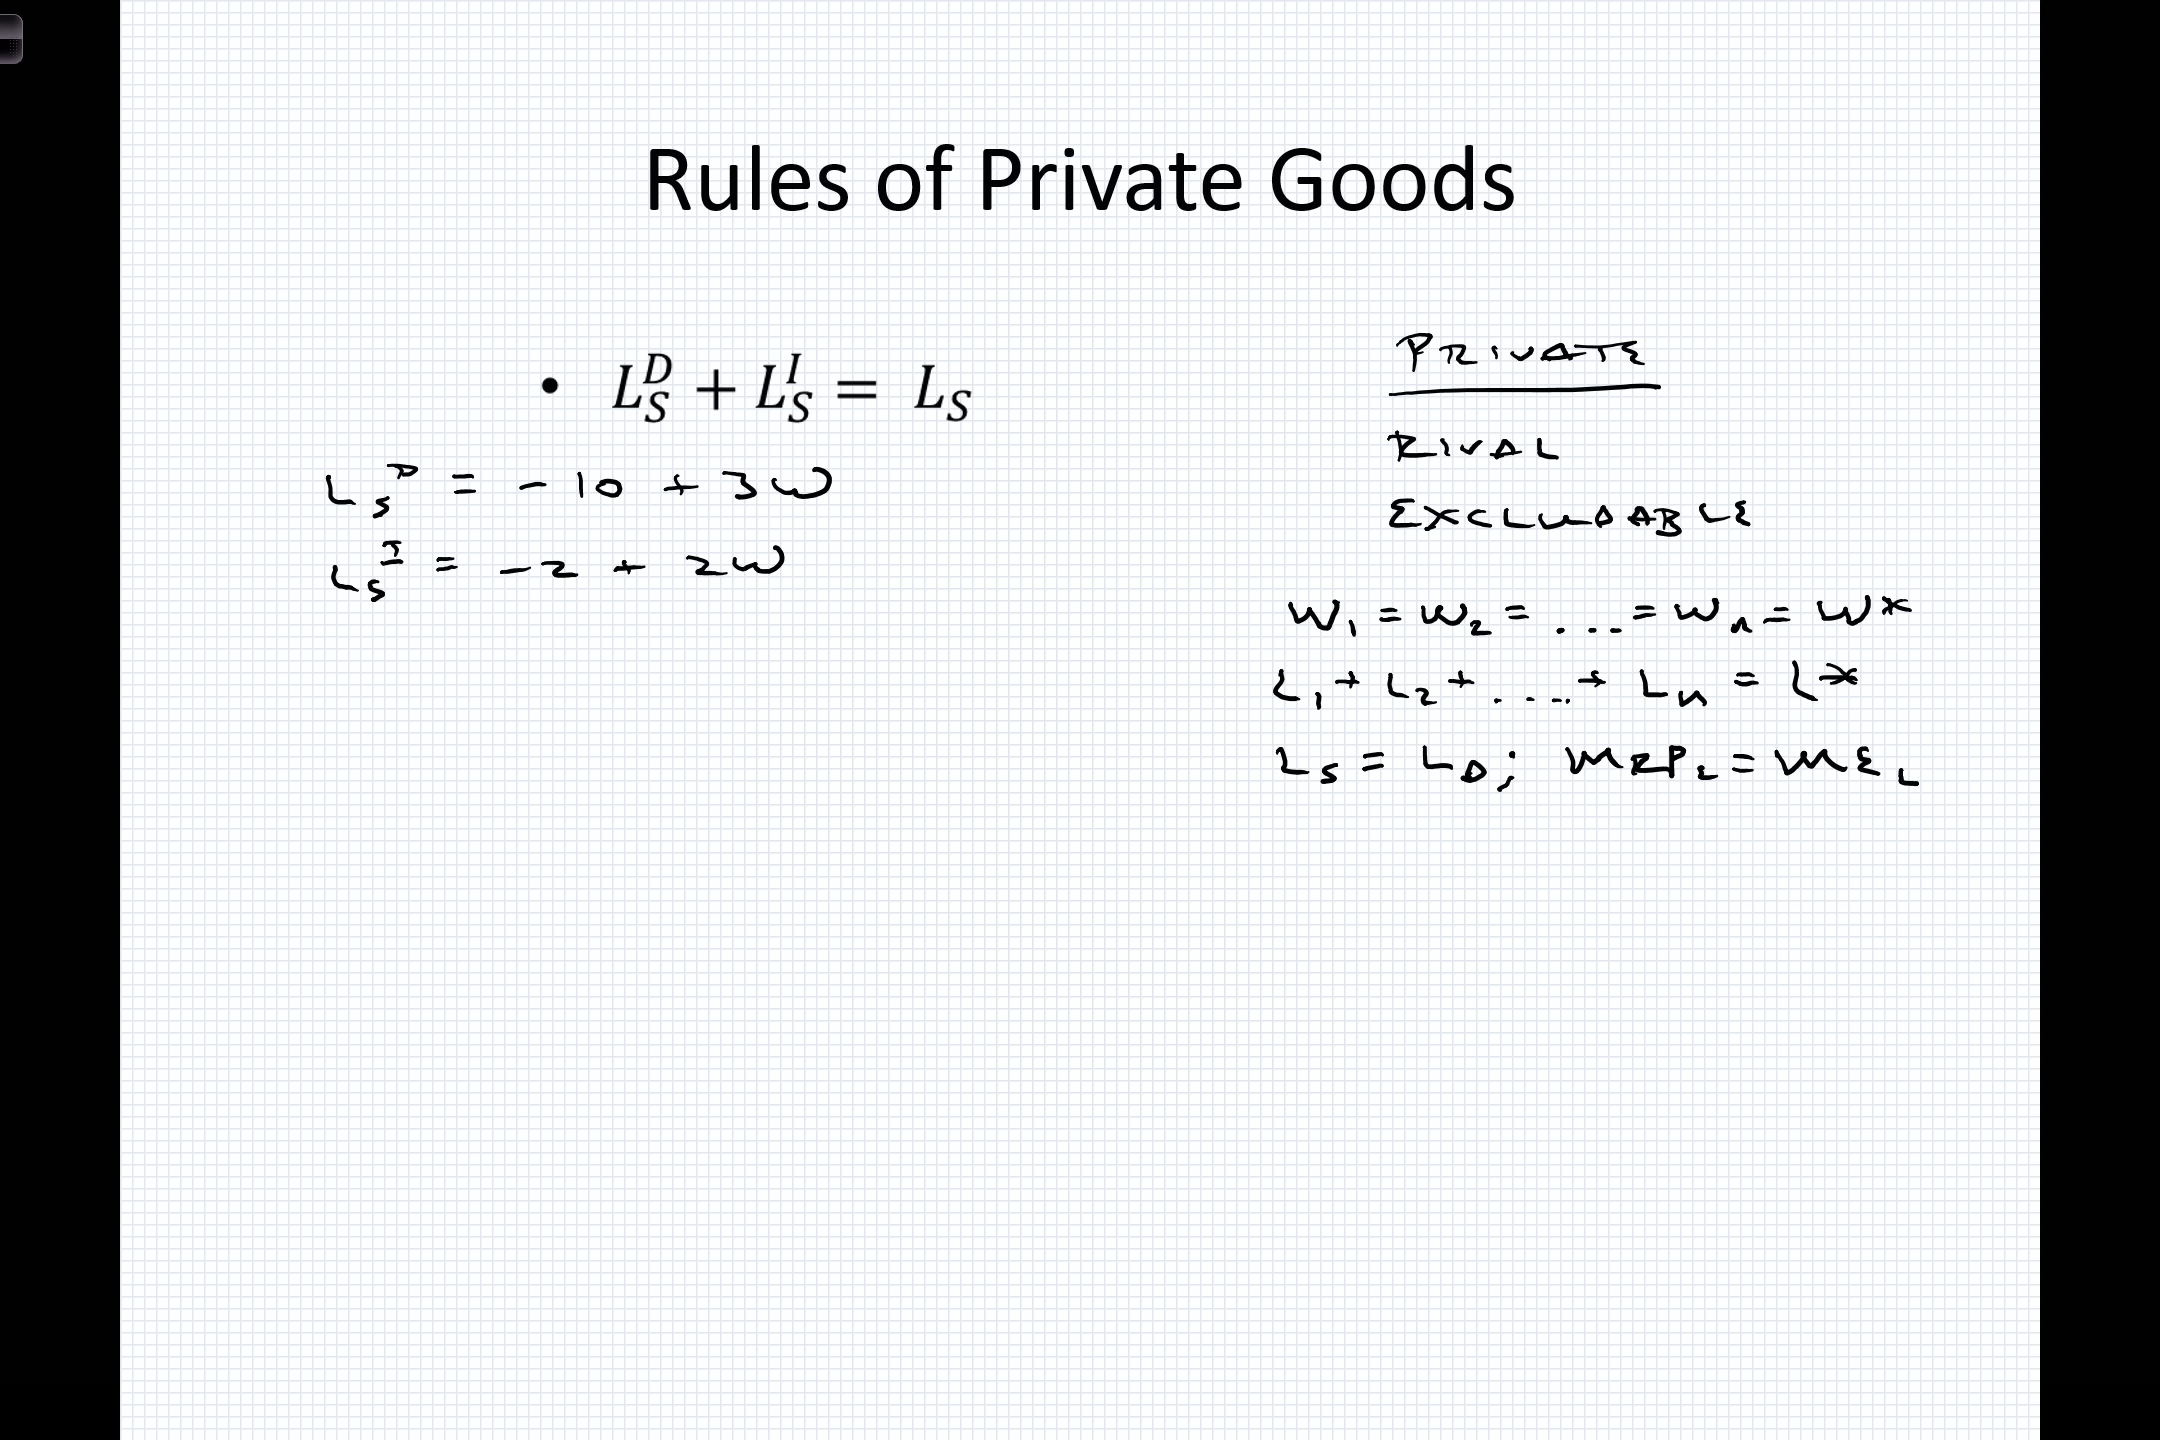 Rules of Private Goods
• L_S^D + L_S^I = L_S
L_S^D = -10 + 3W
L_S^I = -2 + 2W
PRIVATE
RIVAL
EXCLUDABLE
W_1 = W_2 = ... = W_n = W*
L_1 + L_2 + .... + L_n = L*
L_S = L_D; MRP_L = ME_L